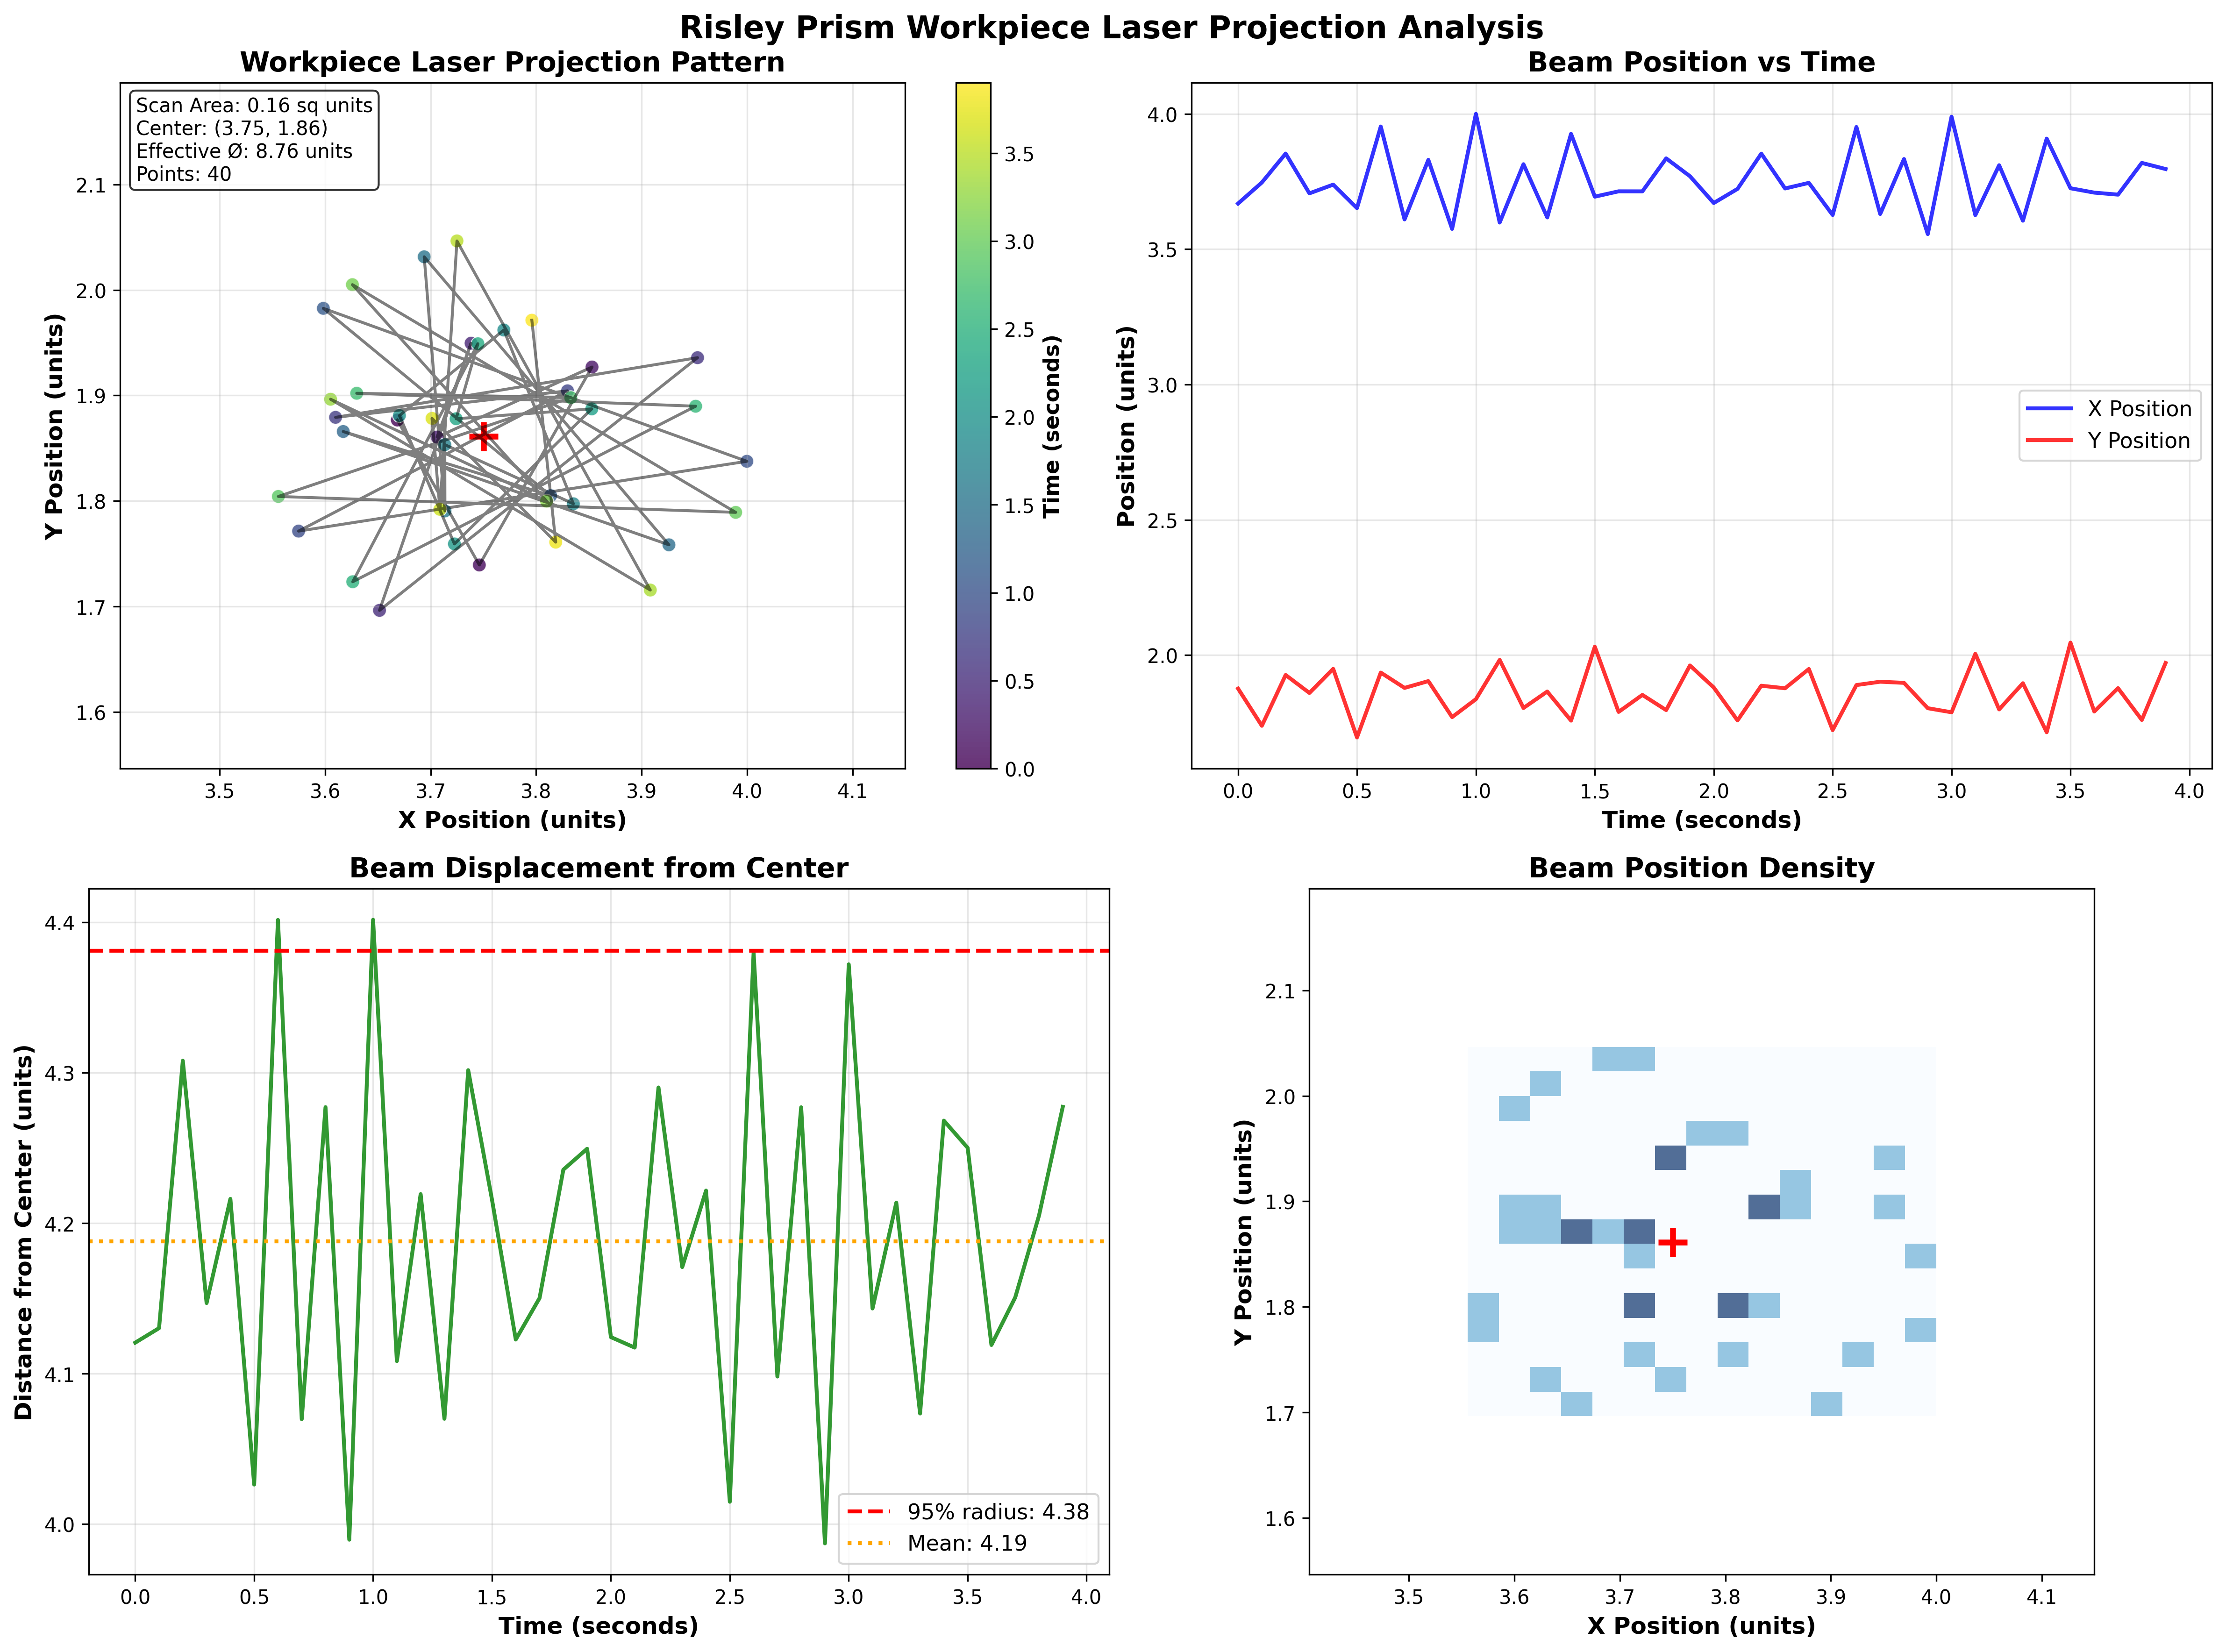 Risley Prism Workpiece Laser Projection Analysis
Workpiece Laser Projection Pattern
Scan Area: 0.16 sq units
Center: (3.75, 1.86)
Effective Ø: 8.76 units
Points: 40
Y Position (units)
2.1
2.0
1.9
1.8
1.7
1.6
3.5 3.6 3.7 3.8 3.9 4.0 4.1
X Position (units)
3.5
3.0
2.5
2.0
1.5
1.0
0.5
0.0
Time (seconds)
Beam Position vs Time
Position (units)
4.0
3.5
3.0
2.5
2.0
X Position
Y Position
0.0 0.5 1.0 1.5 2.0 2.5 3.0 3.5 4.0
Time (seconds)
Beam Displacement from Center
Distance from Center (units)
4.4
4.3
4.2
4.1
4.0
95% radius: 4.38
Mean: 4.19
0.0 0.5 1.0 1.5 2.0 2.5 3.0 3.5 4.0
Time (seconds)
Beam Position Density
Y Position (units)
2.1
2.0
1.9
1.8
1.7
1.6
3.5 3.6 3.7 3.8 3.9 4.0 4.1
X Position (units)